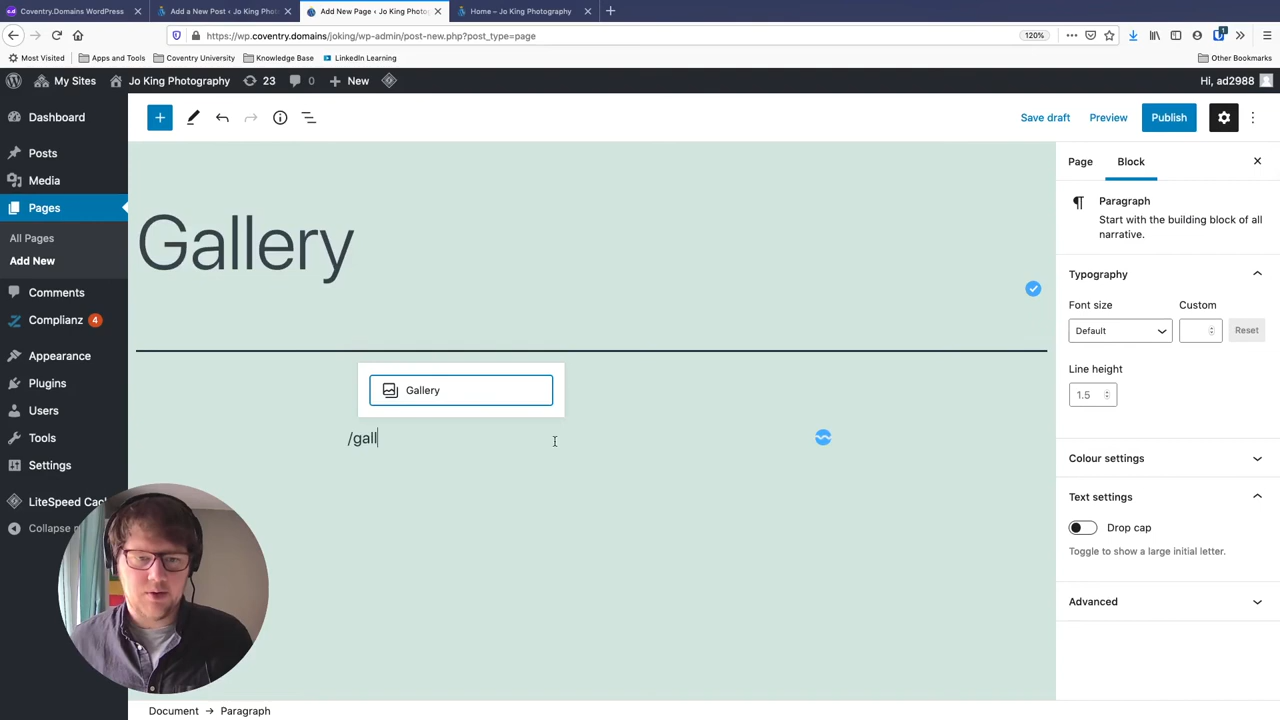 Coventry.Domains WordPress
Add a New Post ‹ Jo King Photo
Add New Page ‹ Jo King Photog
Home – Jo King Photography
https://wp.coventry.domains/joking/wp-admin/post-new.php?post_type=page
120%
1
Most Visited
Apps and Tools
Coventry University
Knowledge Base
LinkedIn Learning
Other Bookmarks
My Sites
Jo King Photography
23
0
New
Hi, ad2988
Dashboard
Posts
Media
Pages
All Pages
Add New
Comments
Complianz 4
Appearance
Plugins
Users
Tools
Settings
LiteSpeed Cac
Collapse
Save draft
Preview
Publish
Gallery
Gallery
/gall
Page
Block
Paragraph
Start with the building block of all
narrative.
Typography
Font size
Custom
Default
Reset
Line height
1.5
Colour settings
Text settings
Drop cap
Toggle to show a large initial letter.
Advanced
Document → Paragraph